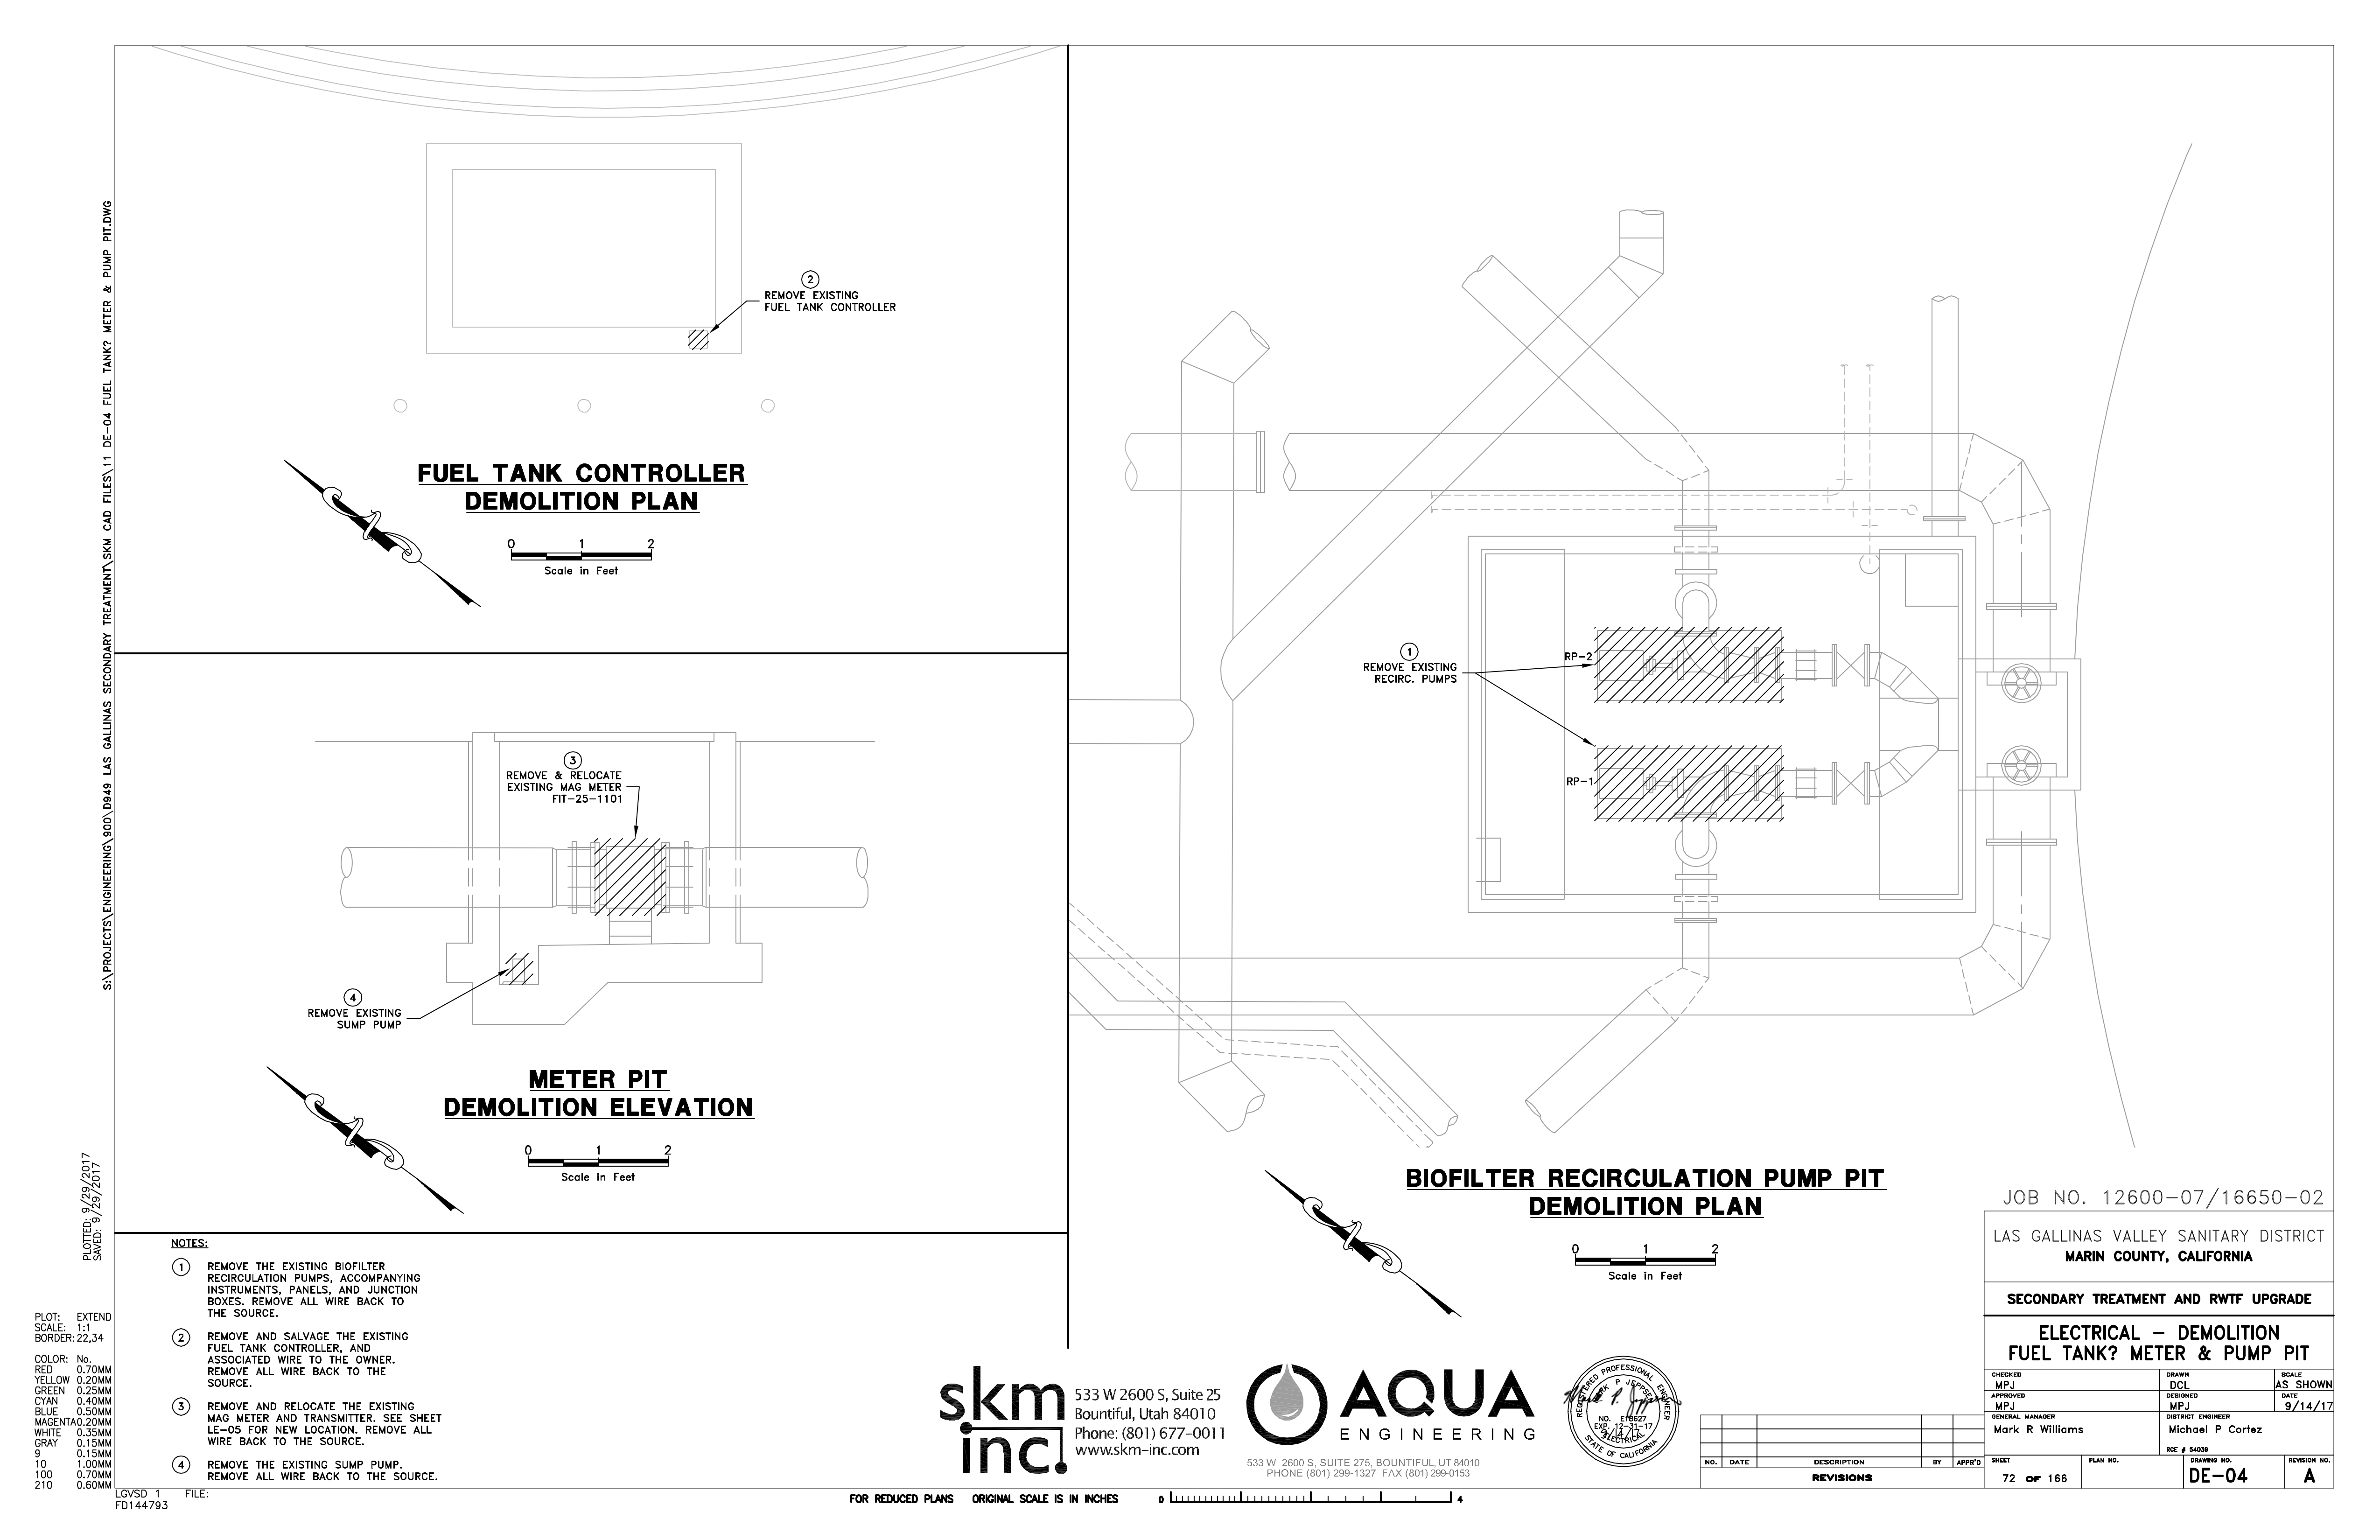 S:\PROJECTS\ENGINEERING\900\D949 LAS GALLINAS SECONDARY TREATMENT\SKM CAD FILES\11 DE-04 FUEL TANK? METER & PUMP PIT.DWG
2
REMOVE EXISTING
FUEL TANK CONTROLLER
FUEL TANK CONTROLLER
DEMOLITION PLAN
0 1 2
Scale in Feet
3
REMOVE & RELOCATE
EXISTING MAG METER
FIT-25-1101
4
REMOVE EXISTING
SUMP PUMP
METER PIT
DEMOLITION ELEVATION
0 1 2
Scale in Feet
1
REMOVE EXISTING
RECIRC. PUMPS
RP-2
RP-1
BIOFILTER RECIRCULATION PUMP PIT
DEMOLITION PLAN
0 1 2
Scale in Feet
NOTES:
1 REMOVE THE EXISTING BIOFILTER
RECIRCULATION PUMPS, ACCOMPANYING
INSTRUMENTS, PANELS, AND JUNCTION
BOXES. REMOVE ALL WIRE BACK TO
THE SOURCE.
2 REMOVE AND SALVAGE THE EXISTING
FUEL TANK CONTROLLER, AND
ASSOCIATED WIRE TO THE OWNER.
REMOVE ALL WIRE BACK TO THE
SOURCE.
3 REMOVE AND RELOCATE THE EXISTING
MAG METER AND TRANSMITTER. SEE SHEET
LE-05 FOR NEW LOCATION. REMOVE ALL
WIRE BACK TO THE SOURCE.
4 REMOVE THE EXISTING SUMP PUMP.
REMOVE ALL WIRE BACK TO THE SOURCE.
PLOTTED: 9/29/2017
SAVED: 9/29/2017
PLOT: EXTEND
SCALE: 1:1
BORDER: 22,34
COLOR: No.
RED 0.70MM
YELLOW 0.20MM
GREEN 0.25MM
CYAN 0.40MM
BLUE 0.50MM
MAGENTA 0.20MM
WHITE 0.35MM
GRAY 0.15MM
9 0.15MM
10 1.00MM
100 0.70MM
210 0.60MM
LGVSD 1 FILE:
FD144793
skm
inc.
533 W 2600 S, Suite 25
Bountiful, Utah 84010
Phone: (801) 677-0011
www.skm-inc.com
AQUA
ENGINEERING
533 W 2600 S, SUITE 275, BOUNTIFUL, UT 84010
PHONE (801) 299-1327 FAX (801) 299-0153
REGISTERED PROFESSIONAL ENGINEER
MARK P JEPPSEN
NO. E18627
EXP. 12-31-17
9/14/17
ELECTRICAL
STATE OF CALIFORNIA
FOR REDUCED PLANS ORIGINAL SCALE IS IN INCHES 0 4
NO. DATE DESCRIPTION BY APPR'D
REVISIONS
JOB NO. 12600-07/16650-02
LAS GALLINAS VALLEY SANITARY DISTRICT
MARIN COUNTY, CALIFORNIA
SECONDARY TREATMENT AND RWTF UPGRADE
ELECTRICAL - DEMOLITION
FUEL TANK? METER & PUMP PIT
CHECKED DRAWN SCALE
MPJ DCL AS SHOWN
APPROVED DESIGNED DATE
MPJ MPJ 9/14/17
GENERAL MANAGER DISTRICT ENGINEER
Mark R Williams Michael P Cortez
RCE # 54038
SHEET PLAN NO. DRAWING NO. REVISION NO.
72 OF 166 DE-04 A